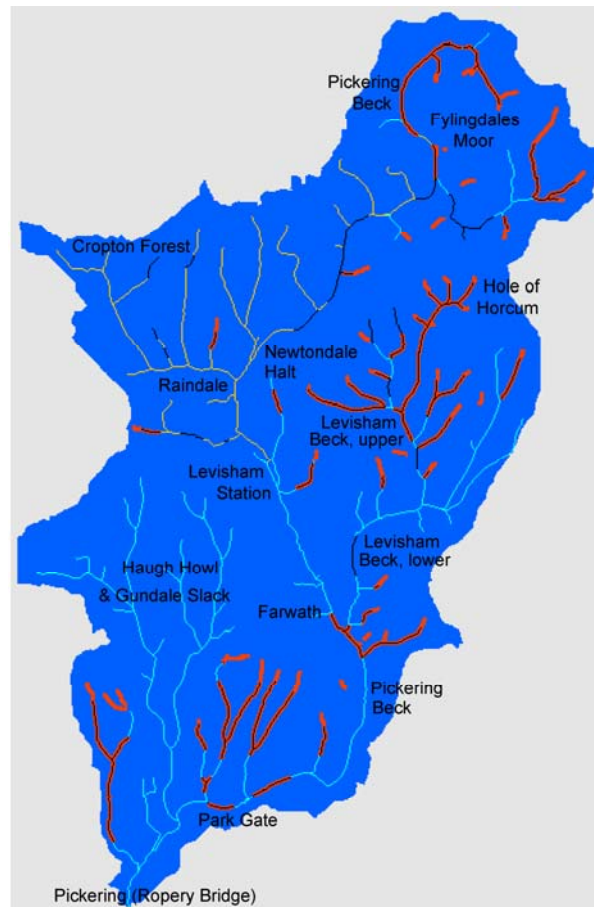 Pickering
Beck
Fylingdales
Moor
Cropton Forest
Hole of
Horcum
Newtondale
Halt
Raindale
Levisham
Beck, upper
Levisham
Station
Levisham
Beck, lower
Haugh Howl
& Gundale Slack
Farwath
Pickering
Beck
Park Gate
Pickering (Ropery Bridge)